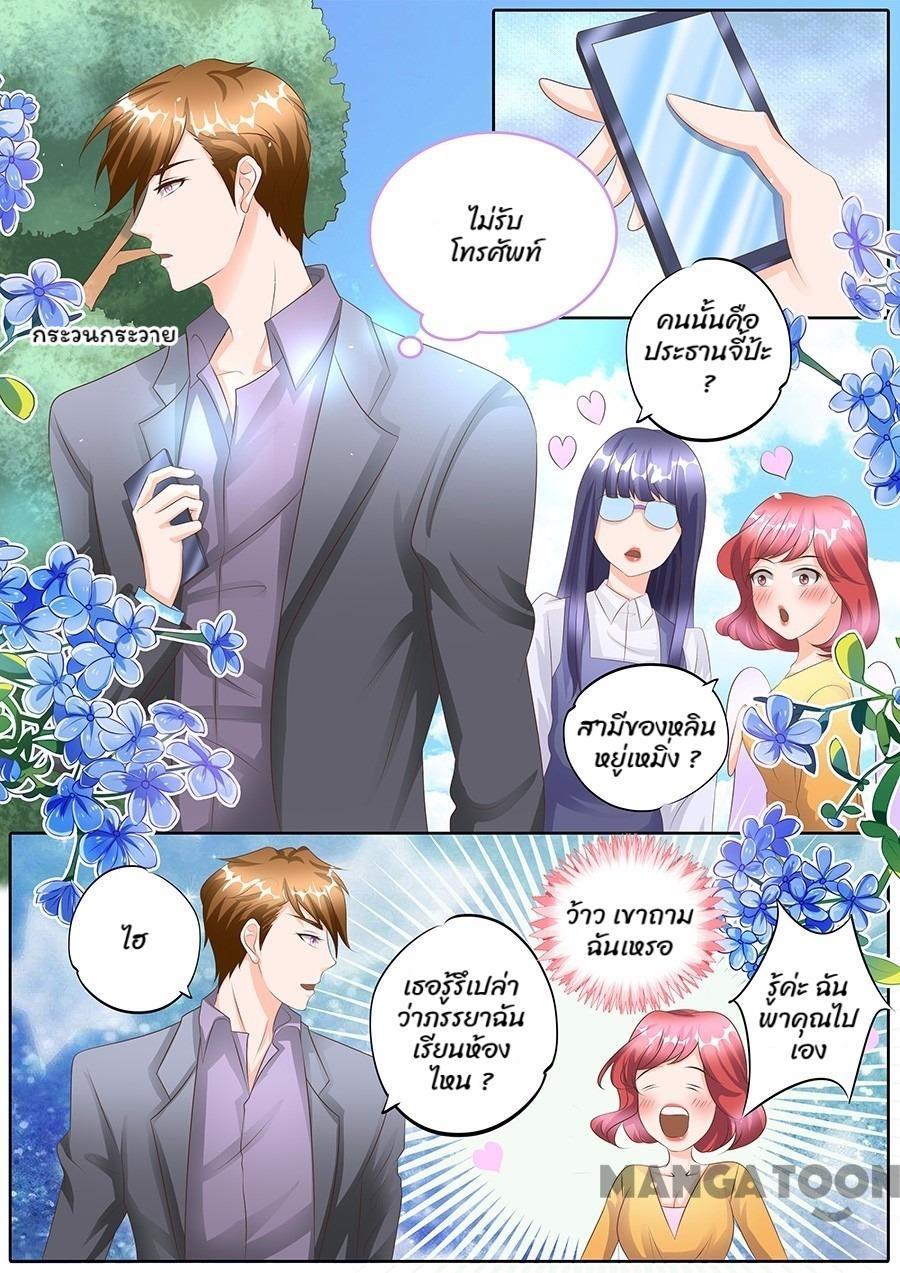 ไม่รับ
โทรศัพท์
กระวนกระวาย
คนนั้นคือ
ประธานจี้ป้ะ
?
สามีของหลิน
หยู่เหมิ่ง ?
ไฮ
เธอรู้รึเปล่า
ว่าภรรยาฉัน
เรียนห้อง
ไหน ?
ว้าว เขาถาม
ฉันเหรอ
รู้ค่ะ ฉัน
พาคุณไป
เอง
MANGATOON